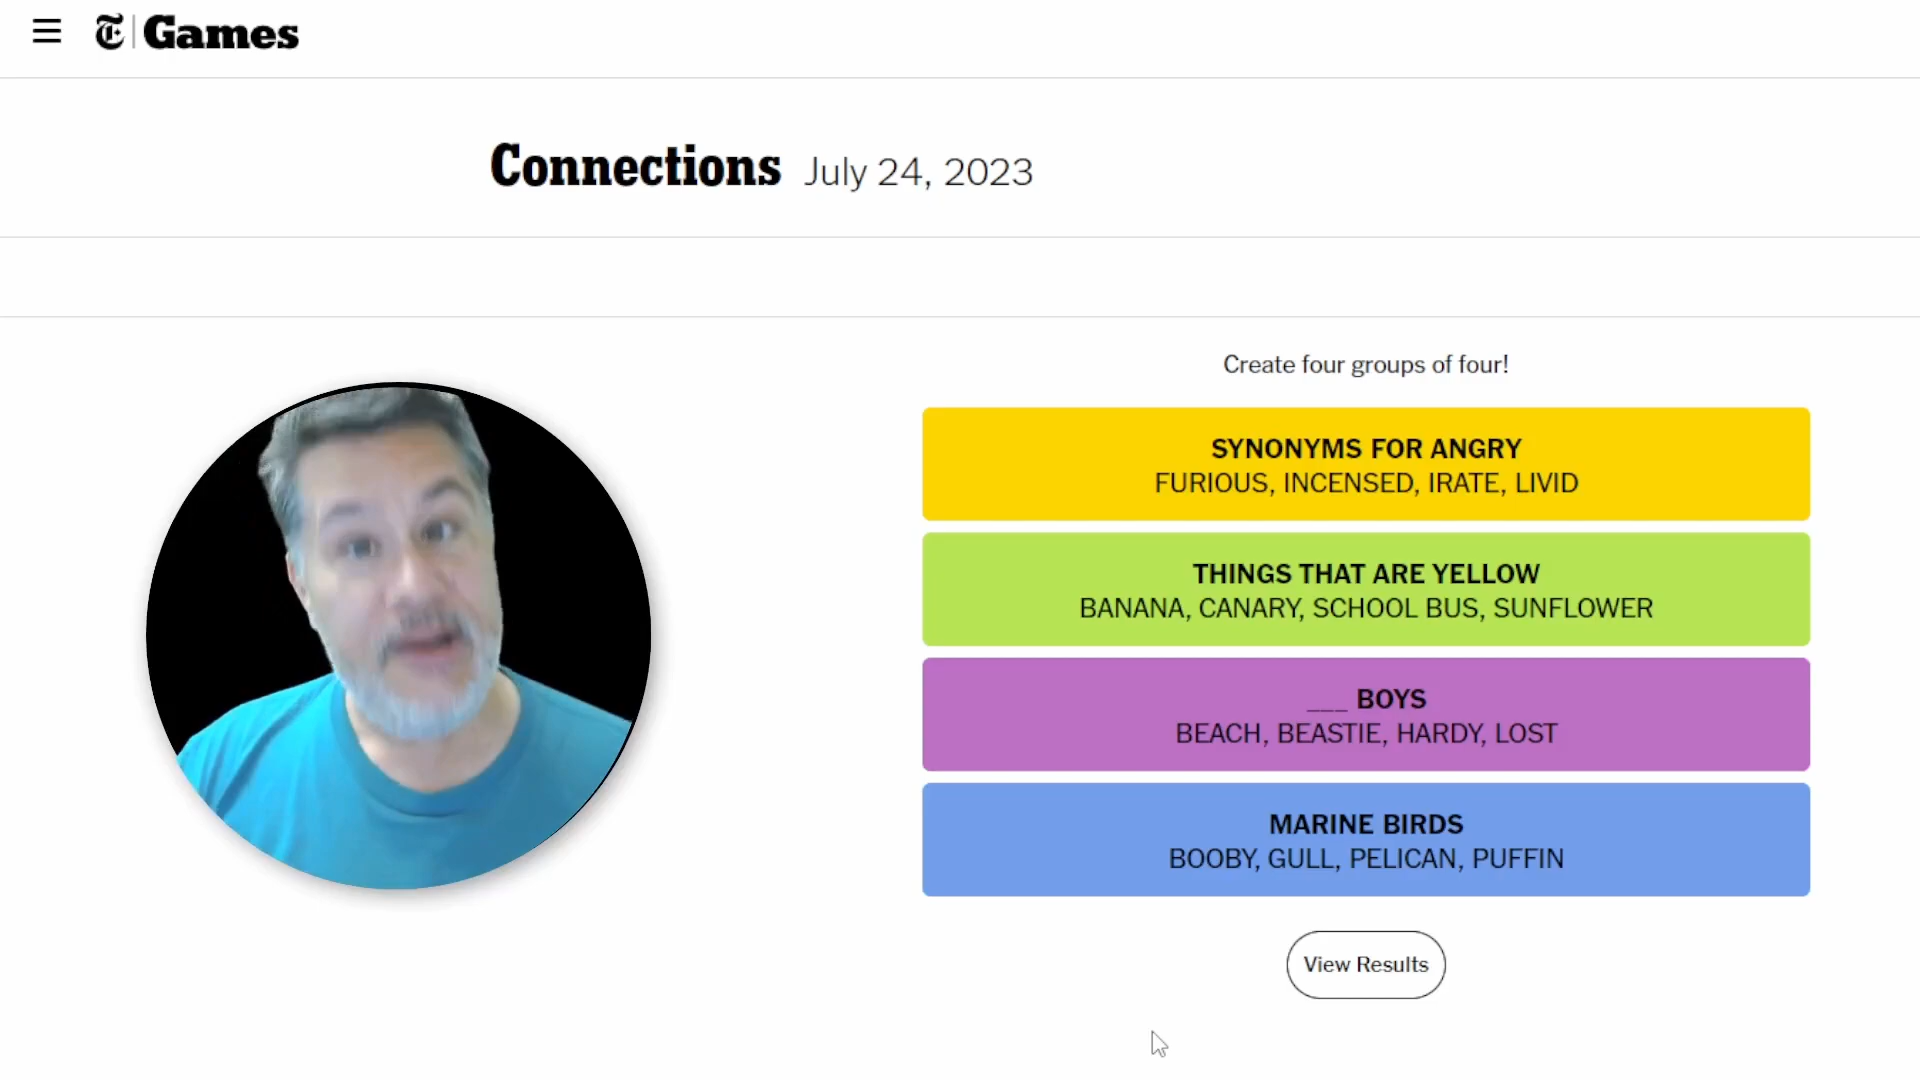 T Games
Connections July 24, 2023
Create four groups of four!
SYNONYMS FOR ANGRY
FURIOUS, INCENSED, IRATE, LIVID
THINGS THAT ARE YELLOW
BANANA, CANARY, SCHOOL BUS, SUNFLOWER
___ BOYS
BEACH, BEASTIE, HARDY, LOST
MARINE BIRDS
BOOBY, GULL, PELICAN, PUFFIN
View Results